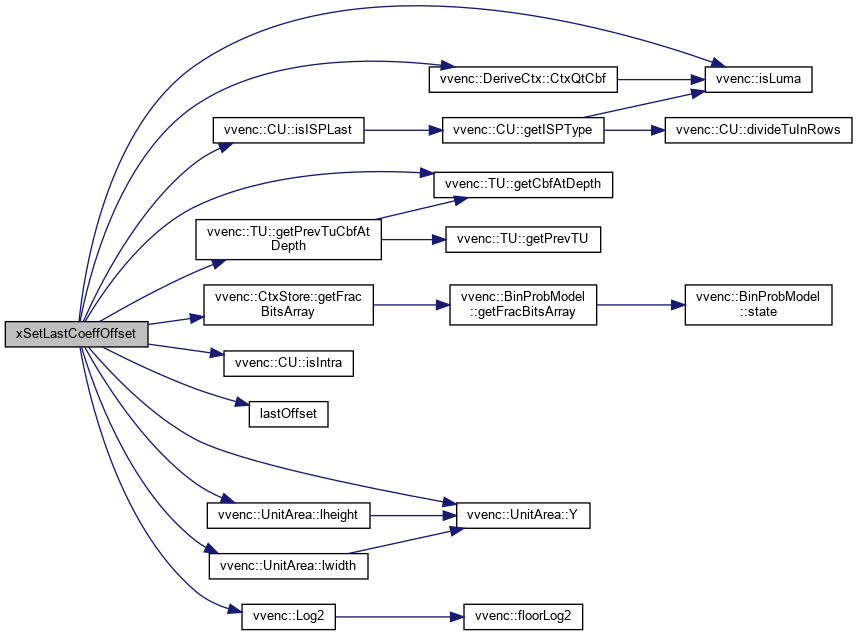 vvenc::isLuma
vvenc::DeriveCtx::CtxQtCbf
vvenc::CU::isISPLast
vvenc::CU::getISPType
vvenc::CU::divideTuInRows
vvenc::TU::getCbfAtDepth
vvenc::TU::getPrevTuCbfAt
Depth
vvenc::TU::getPrevTU
vvenc::CtxStore::getFrac
BitsArray
vvenc::BinProbModel
::getFracBitsArray
vvenc::BinProbModel
::state
xSetLastCoeffOffset
vvenc::CU::isIntra
lastOffset
vvenc::UnitArea::lheight
vvenc::UnitArea::Y
vvenc::UnitArea::lwidth
vvenc::Log2
vvenc::floorLog2